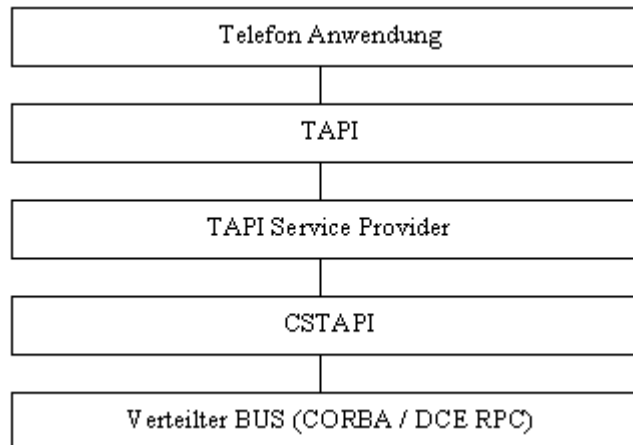 Telefon Anwendung
TAPI
TAPI Service Provider
CSTAPI
Verteilter BUS (CORBA / DCE RPC)